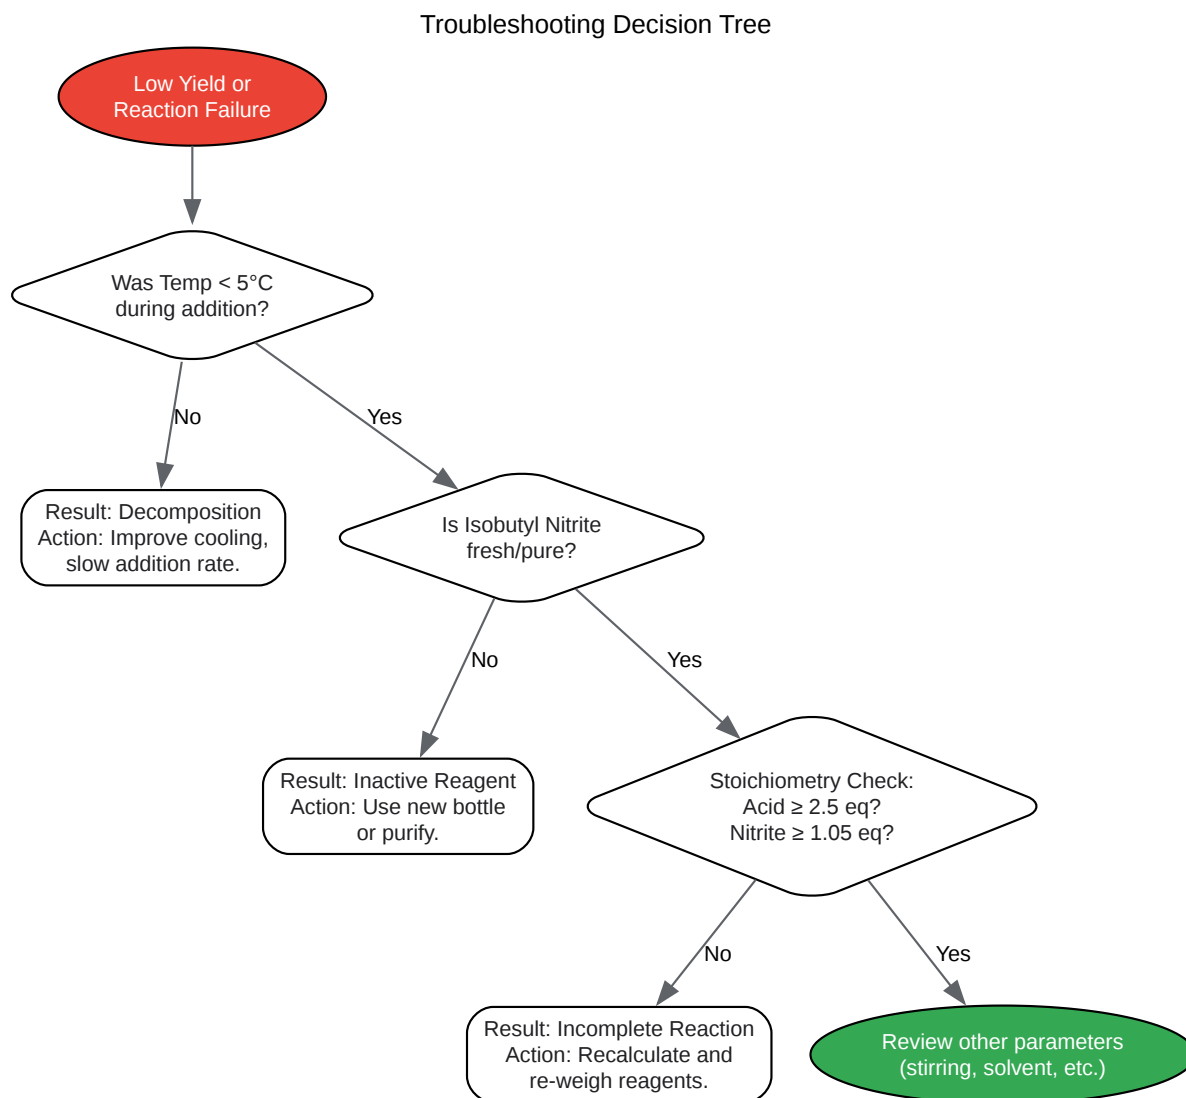 Troubleshooting Decision Tree
Low Yield or
Reaction Failure
Was Temp < 5°C
during addition?
No
Yes
Result: Decomposition
Action: Improve cooling,
slow addition rate.
Is Isobutyl Nitrite
fresh/pure?
No
Yes
Result: Inactive Reagent
Action: Use new bottle
or purify.
Stoichiometry Check:
Acid ≥ 2.5 eq?
Nitrite ≥ 1.05 eq?
No
Yes
Result: Incomplete Reaction
Action: Recalculate and
re-weigh reagents.
Review other parameters
(stirring, solvent, etc.)